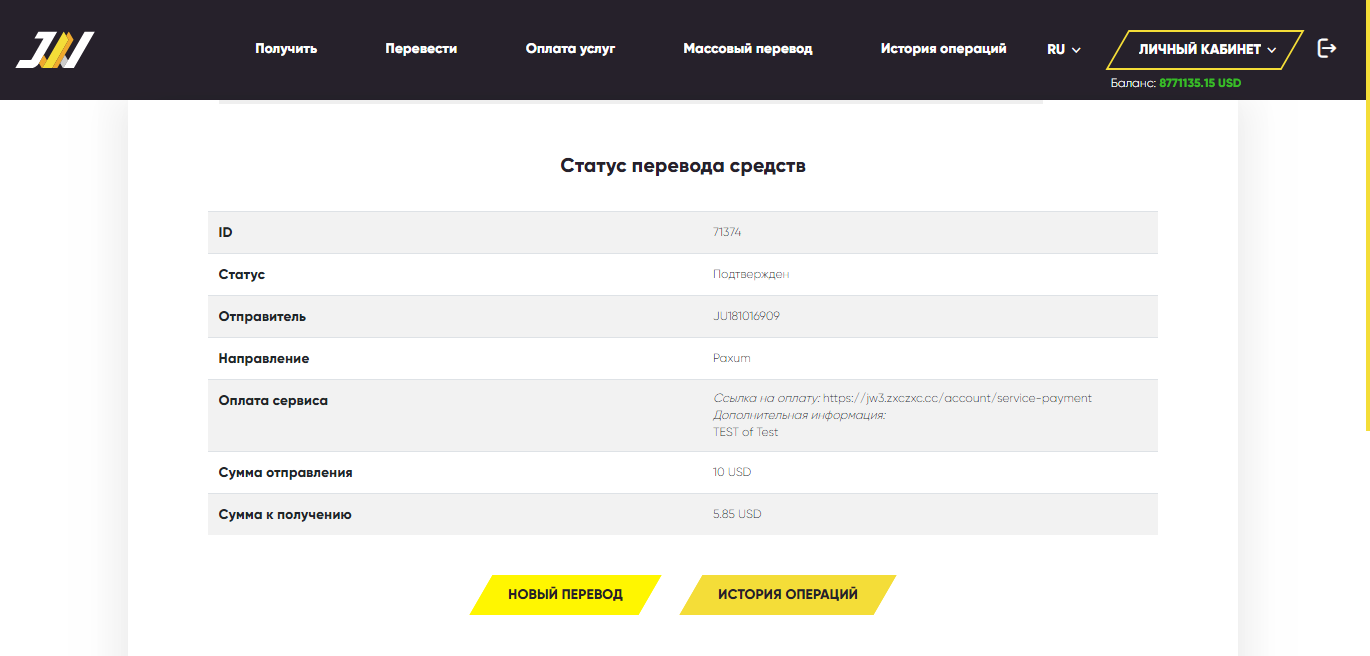 JW
Получить
Перевести
Оплата услуг
Массовый перевод
История операций
RU
ЛИЧНЫЙ КАБИНЕТ
Баланс: 8771135.15 USD
Статус перевода средств
ID 71374
Статус Подтвержден
Отправитель JU181016909
Направление Paxum
Оплата сервиса Ссылка на оплату: https://jw3.zxczxc.cc/account/service-payment
Дополнительная информация:
TEST of Test
Сумма отправления 10 USD
Сумма к получению 5.85 USD
НОВЫЙ ПЕРЕВОД
ИСТОРИЯ ОПЕРАЦИЙ